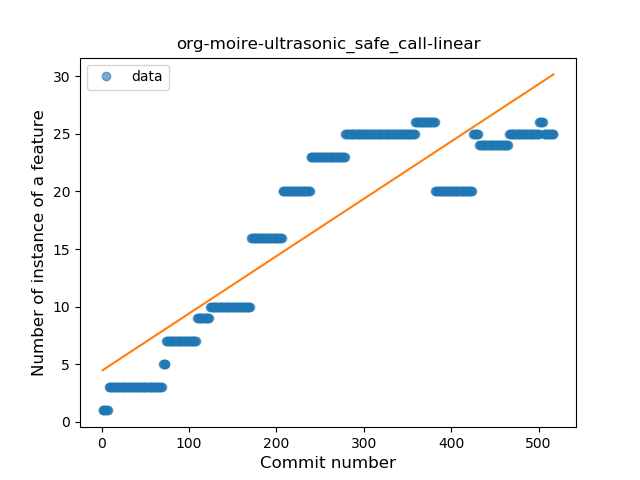 org-moire-ultrasonic_safe_call-linear
data
Number of instance of a feature
30
25
20
15
10
5
0
0 100 200 300 400 500
Commit number